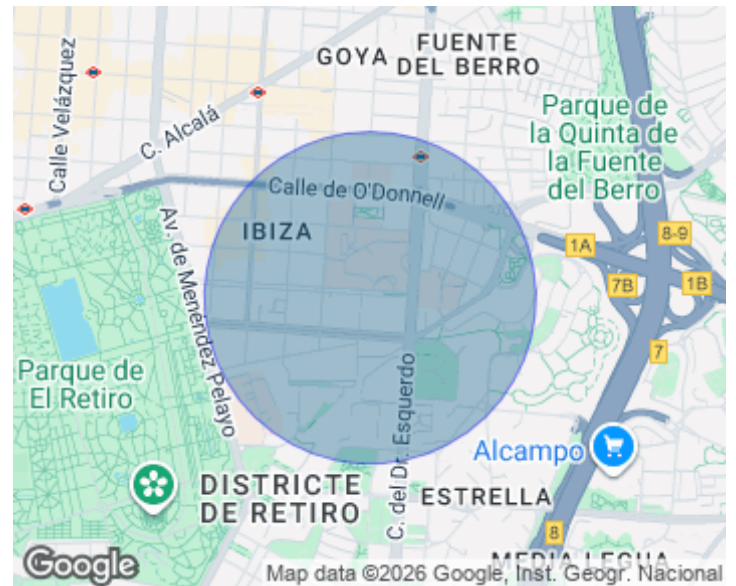 GOYA
FUENTE
DEL BERRO
Calle Velázquez
C. Alcalá
Parque de
la Quinta de
la Fuente
del Berro
Calle de O'Donnell
IBIZA
Av. de Menéndez Pelayo
1A
8-9
7B
1B
7
Parque de
El Retiro
C. del Dr. Esquerdo
Alcampo
DISTRICTE
DE RETIRO
ESTRELLA
8
MEDIA LEGUA
Google
Map data ©2026 Google, Inst. Geogr. Nacional